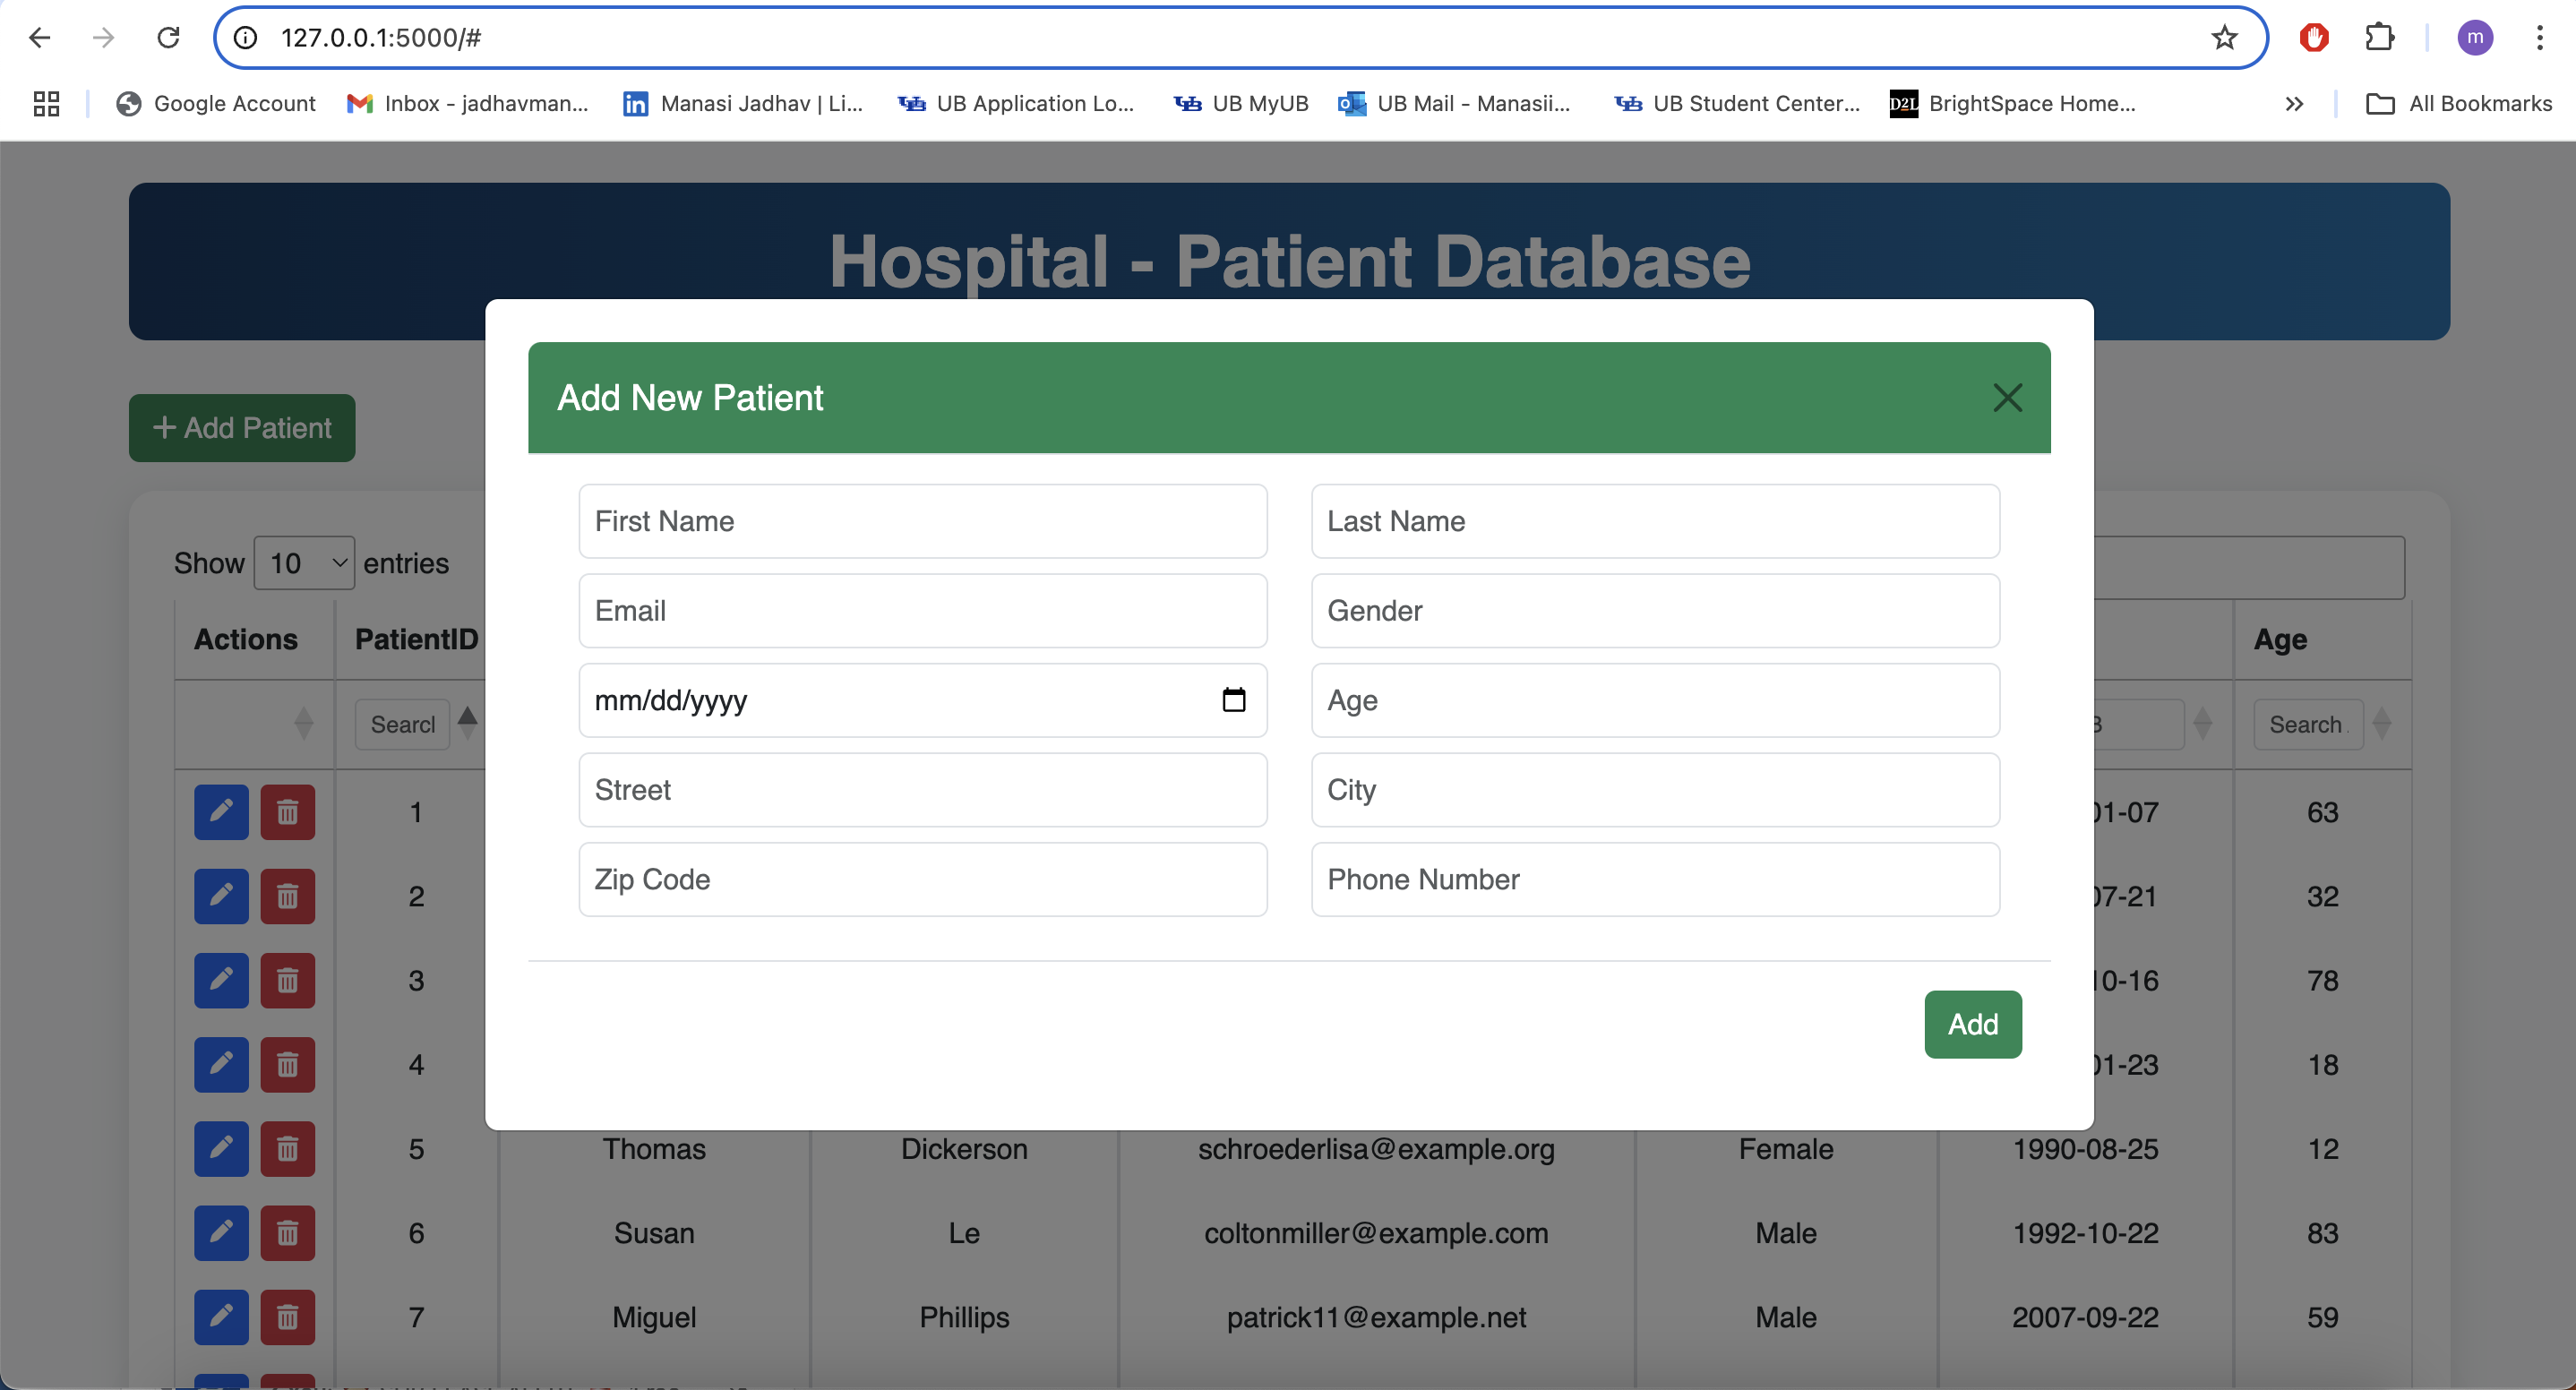 127.0.0.1:5000/#
m
Google Account
Inbox - jadhavman...
Manasi Jadhav | Li...
UB Application Lo...
UB MyUB
UB Mail - Manasii...
UB Student Center...
D2L BrightSpace Home...
All Bookmarks
Hospital - Patient Database
Add New Patient
+ Add Patient
First Name Last Name
Show 10 entries
Email Gender
Actions PatientID Age
mm/dd/yyyy Age
Search Search
Street City
1 01-07 63
Zip Code Phone Number
2 07-21 32
3 10-16 78
Add
4 01-23 18
5 Thomas Dickerson schroederlisa@example.org Female 1990-08-25 12
6 Susan Le coltonmiller@example.com Male 1992-10-22 83
7 Miguel Phillips patrick11@example.net Male 2007-09-22 59